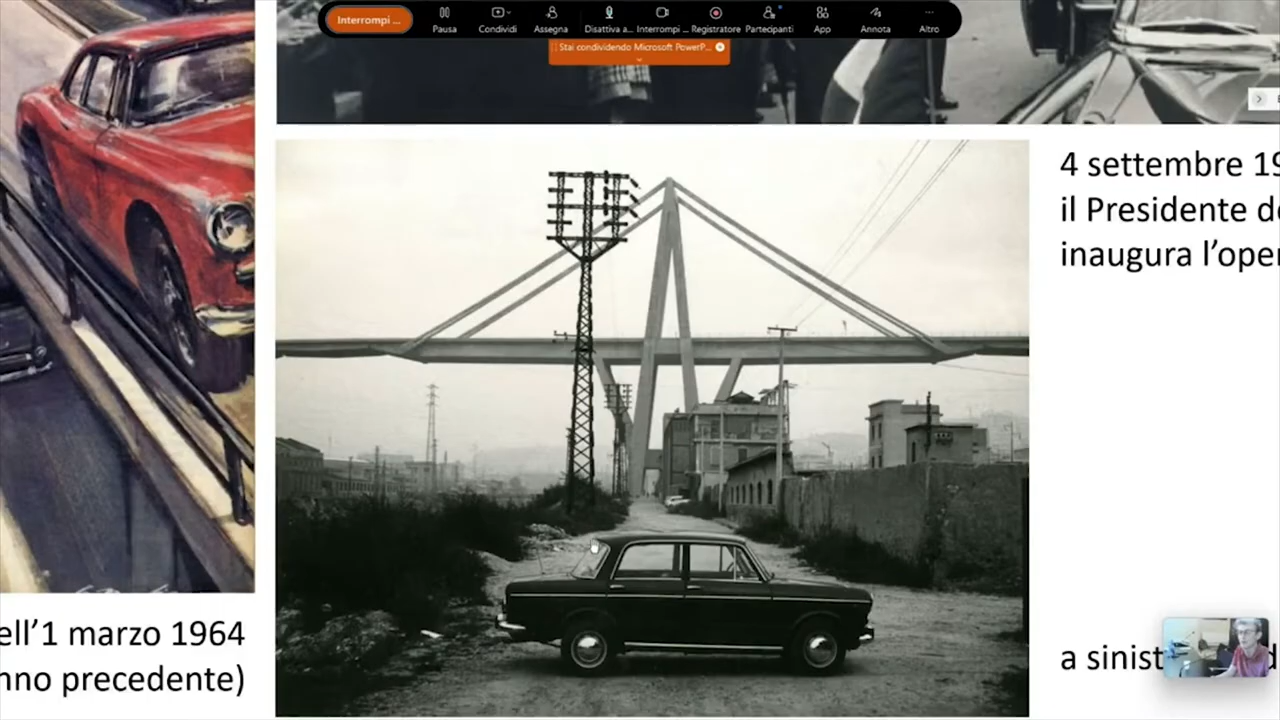 Interrompi ...
Pausa
Condividi
Assegna
Disattiva a...
Interrompi ...
Registratore
Partecipanti
App
Annota
Altro
Stai condividendo Microsoft PowerP...
4 settembre 19
il Presidente de
inaugura l'oper
ell'1 marzo 1964
nno precedente)
a sinist